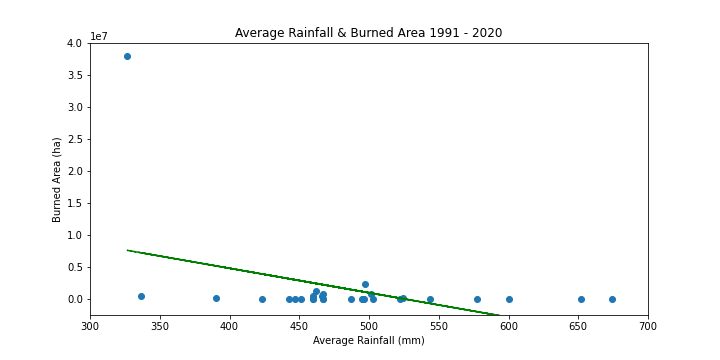 Average Rainfall & Burned Area 1991 - 2020
1e7
4.0
3.5
3.0
2.5
2.0
1.5
1.0
0.5
0.0
Burned Area (ha)
300 350 400 450 500 550 600 650 700
Average Rainfall (mm)